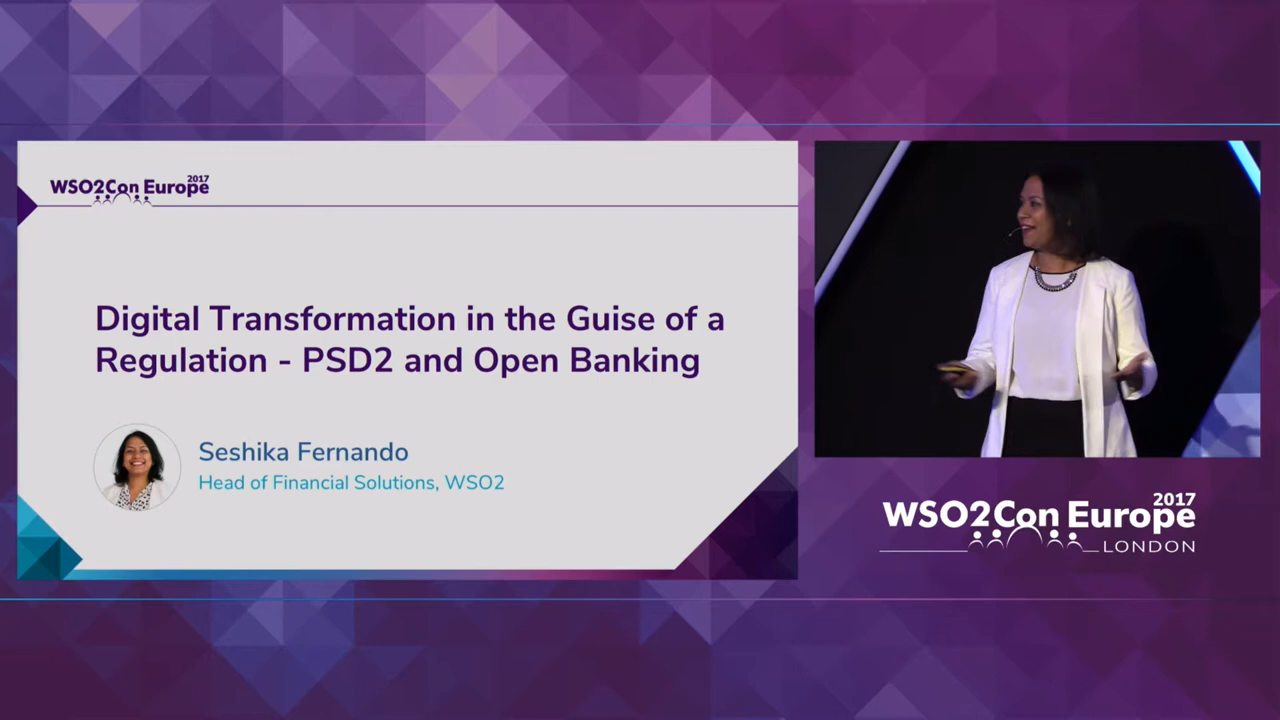 WSO2Con Europe 2017
Digital Transformation in the Guise of a
Regulation - PSD2 and Open Banking
Seshika Fernando
Head of Financial Solutions, WSO2
WSO2Con Europe 2017
LONDON